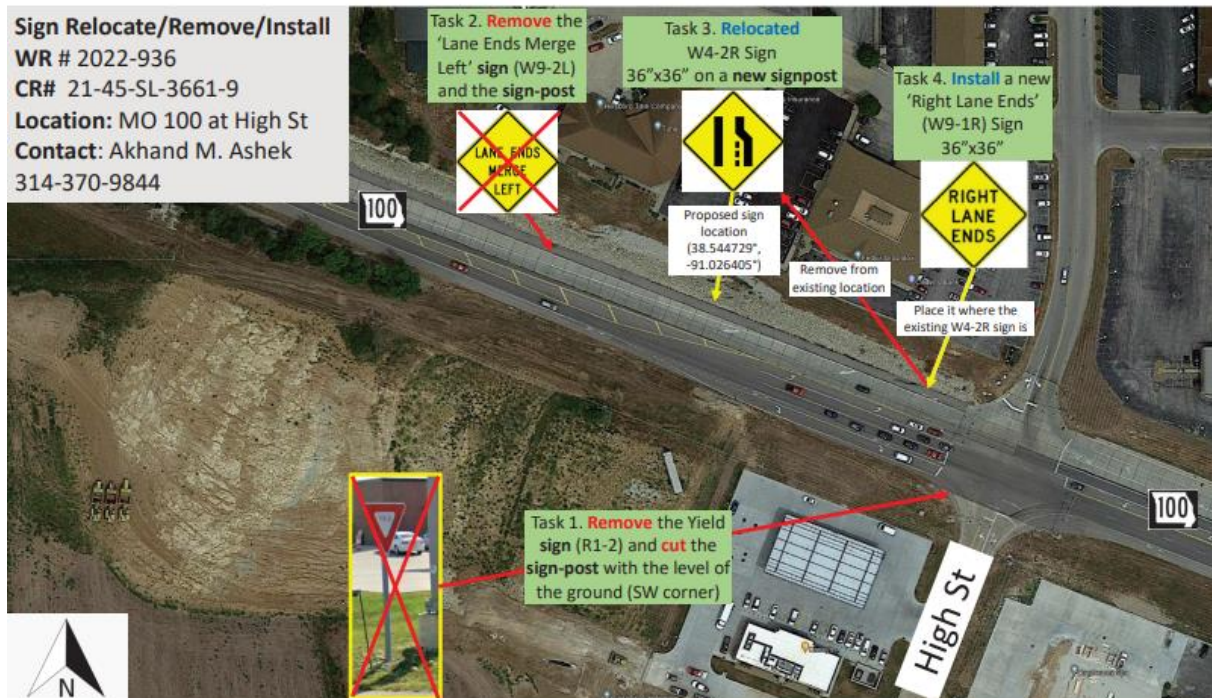 Sign Relocate/Remove/Install
WR # 2022-936
CR# 21-45-SL-3661-9
Location: MO 100 at High St
Contact: Akhand M. Ashek
314-370-9844
Task 2. Remove the
‘Lane Ends Merge
Left’ sign (W9-2L)
and the sign-post
LANE ENDS
MERGE
LEFT
Task 3. Relocated
W4-2R Sign
36”x36” on a new signpost
Proposed sign
location
(38.544729°,
-91.026405°)
Remove from
existing location
Task 4. Install a new
‘Right Lane Ends’
(W9-1R) Sign
36”x36”
RIGHT
LANE
ENDS
Place it where the
existing W4-2R sign is
100
100
Task 1. Remove the Yield
sign (R1-2) and cut the
sign-post with the level of
the ground (SW corner)
High St
N